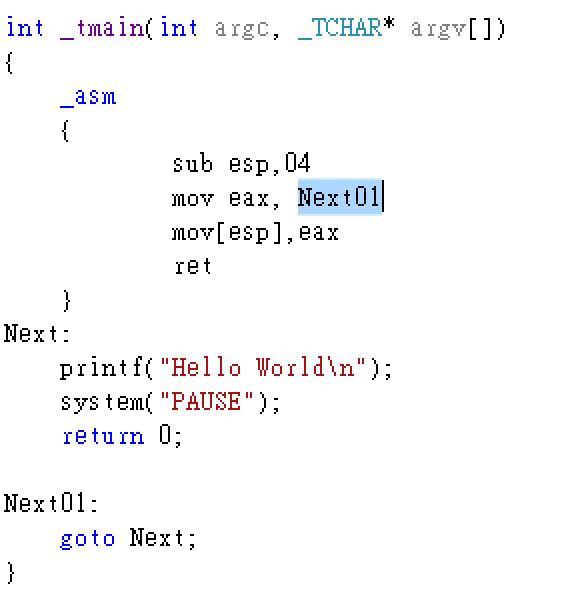 int _tmain(int argc, _TCHAR* argv[])
{
    _asm
    {
            sub esp,04
            mov eax, Next01
            mov[esp],eax
            ret
    }
Next:
    printf("Hello World\n");
    system("PAUSE");
    return 0;

Next01:
    goto Next;
}